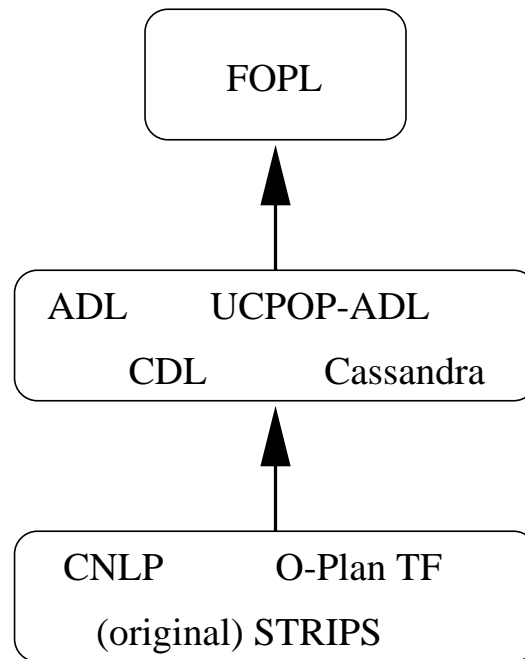 FOPL
ADL UCPOP-ADL
CDL Cassandra
CNLP O-Plan TF
(original) STRIPS